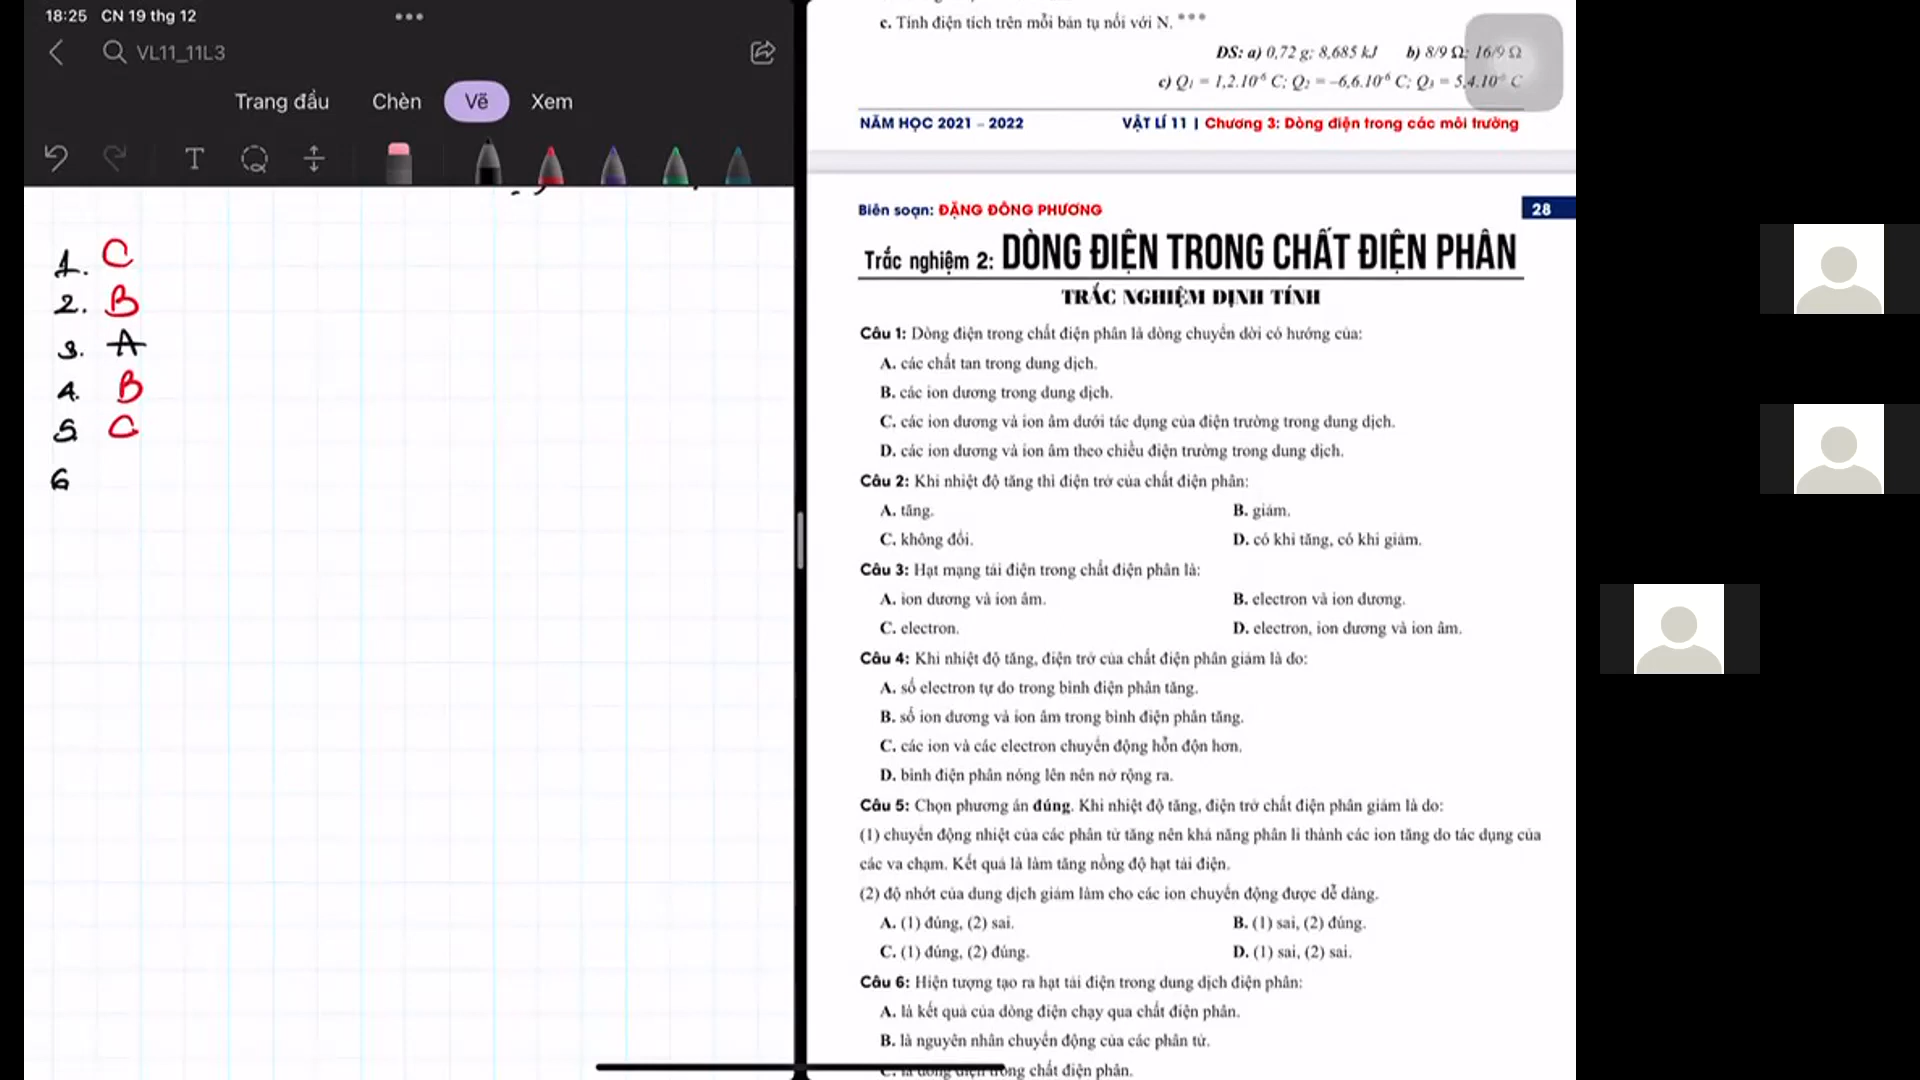 18:25 CN 19 thg 12
VL11_11L3
Trang đầu Chèn Vẽ Xem
T
1. C
2. B
3. A
4. B
5 C
6
c. Tính điện tích trên mỗi bản tụ nối với N.
ĐS: a) 0,72 g; 8,685 kJ b) 8/9 Ω; 16/9 Ω
c) Q₁ = 1,2.10⁻⁶ C; Q₂ = –6,6.10⁻⁶ C; Q₃ = 5,4.10⁻⁶ C
NĂM HỌC 2021 – 2022 VẬT LÍ 11 | Chương 3: Dòng điện trong các môi trường
Biên soạn: ĐẶNG ĐÔNG PHƯƠNG 28
Trắc nghiệm 2: DÒNG ĐIỆN TRONG CHẤT ĐIỆN PHÂN
TRẮC NGHIỆM ĐỊNH TÍNH
Câu 1: Dòng điện trong chất điện phân là dòng chuyển dời có hướng của:
A. các chất tan trong dung dịch.
B. các ion dương trong dung dịch.
C. các ion dương và ion âm dưới tác dụng của điện trường trong dung dịch.
D. các ion dương và ion âm theo chiều điện trường trong dung dịch.
Câu 2: Khi nhiệt độ tăng thì điện trở của chất điện phân:
A. tăng. B. giảm.
C. không đổi. D. có khi tăng, có khi giảm.
Câu 3: Hạt mang tải điện trong chất điện phân là:
A. ion dương và ion âm. B. electron và ion dương.
C. electron. D. electron, ion dương và ion âm.
Câu 4: Khi nhiệt độ tăng, điện trở của chất điện phân giảm là do:
A. số electron tự do trong bình điện phân tăng.
B. số ion dương và ion âm trong bình điện phân tăng.
C. các ion và các electron chuyển động hỗn độn hơn.
D. bình điện phân nóng lên nên nở rộng ra.
Câu 5: Chọn phương án đúng. Khi nhiệt độ tăng, điện trở chất điện phân giảm là do:
(1) chuyển động nhiệt của các phân tử tăng nên khả năng phân li thành các ion tăng do tác dụng của
các va chạm. Kết quả là làm tăng nồng độ hạt tải điện.
(2) độ nhớt của dung dịch giảm làm cho các ion chuyển động được dễ dàng.
A. (1) đúng, (2) sai. B. (1) sai, (2) đúng.
C. (1) đúng, (2) đúng. D. (1) sai, (2) sai.
Câu 6: Hiện tượng tạo ra hạt tải điện trong dung dịch điện phân:
A. là kết quả của dòng điện chạy qua chất điện phân.
B. là nguyên nhân chuyển động của các phân tử.
C. là dòng điện trong chất điện phân.